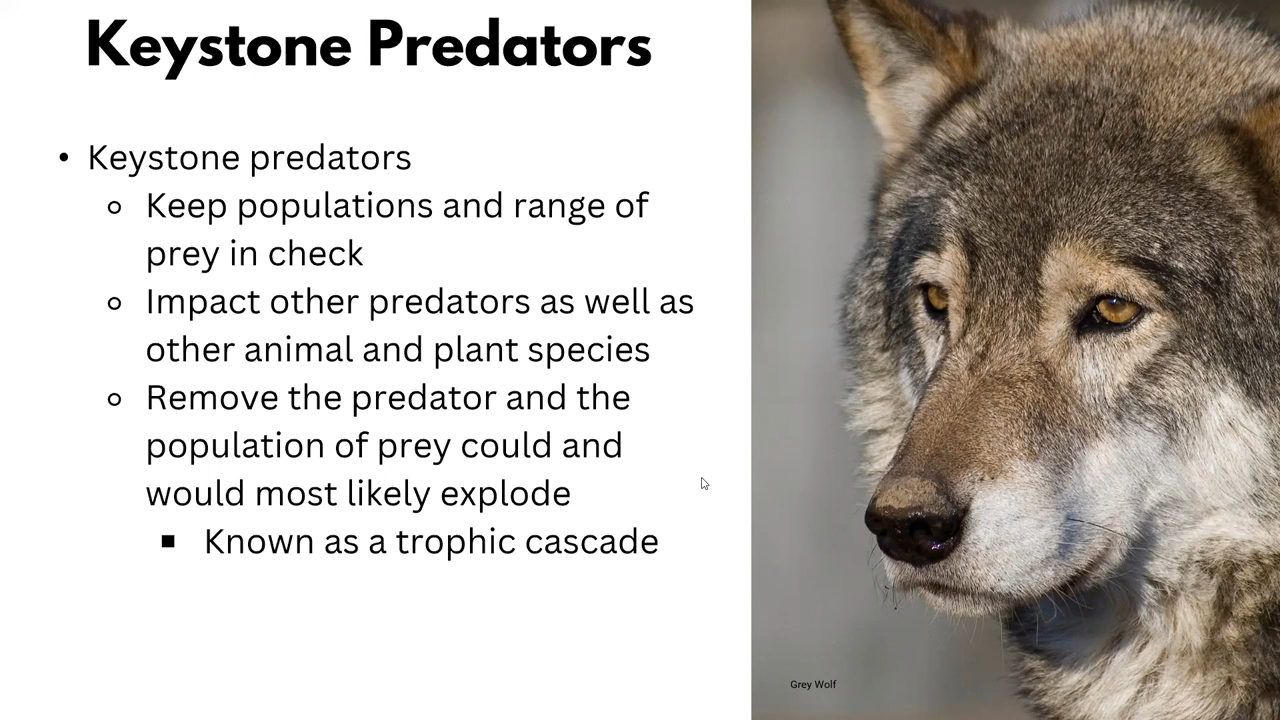 Keystone Predators
• Keystone predators
○ Keep populations and range of
prey in check
○ Impact other predators as well as
other animal and plant species
○ Remove the predator and the
population of prey could and
would most likely explode
■ Known as a trophic cascade
Grey Wolf